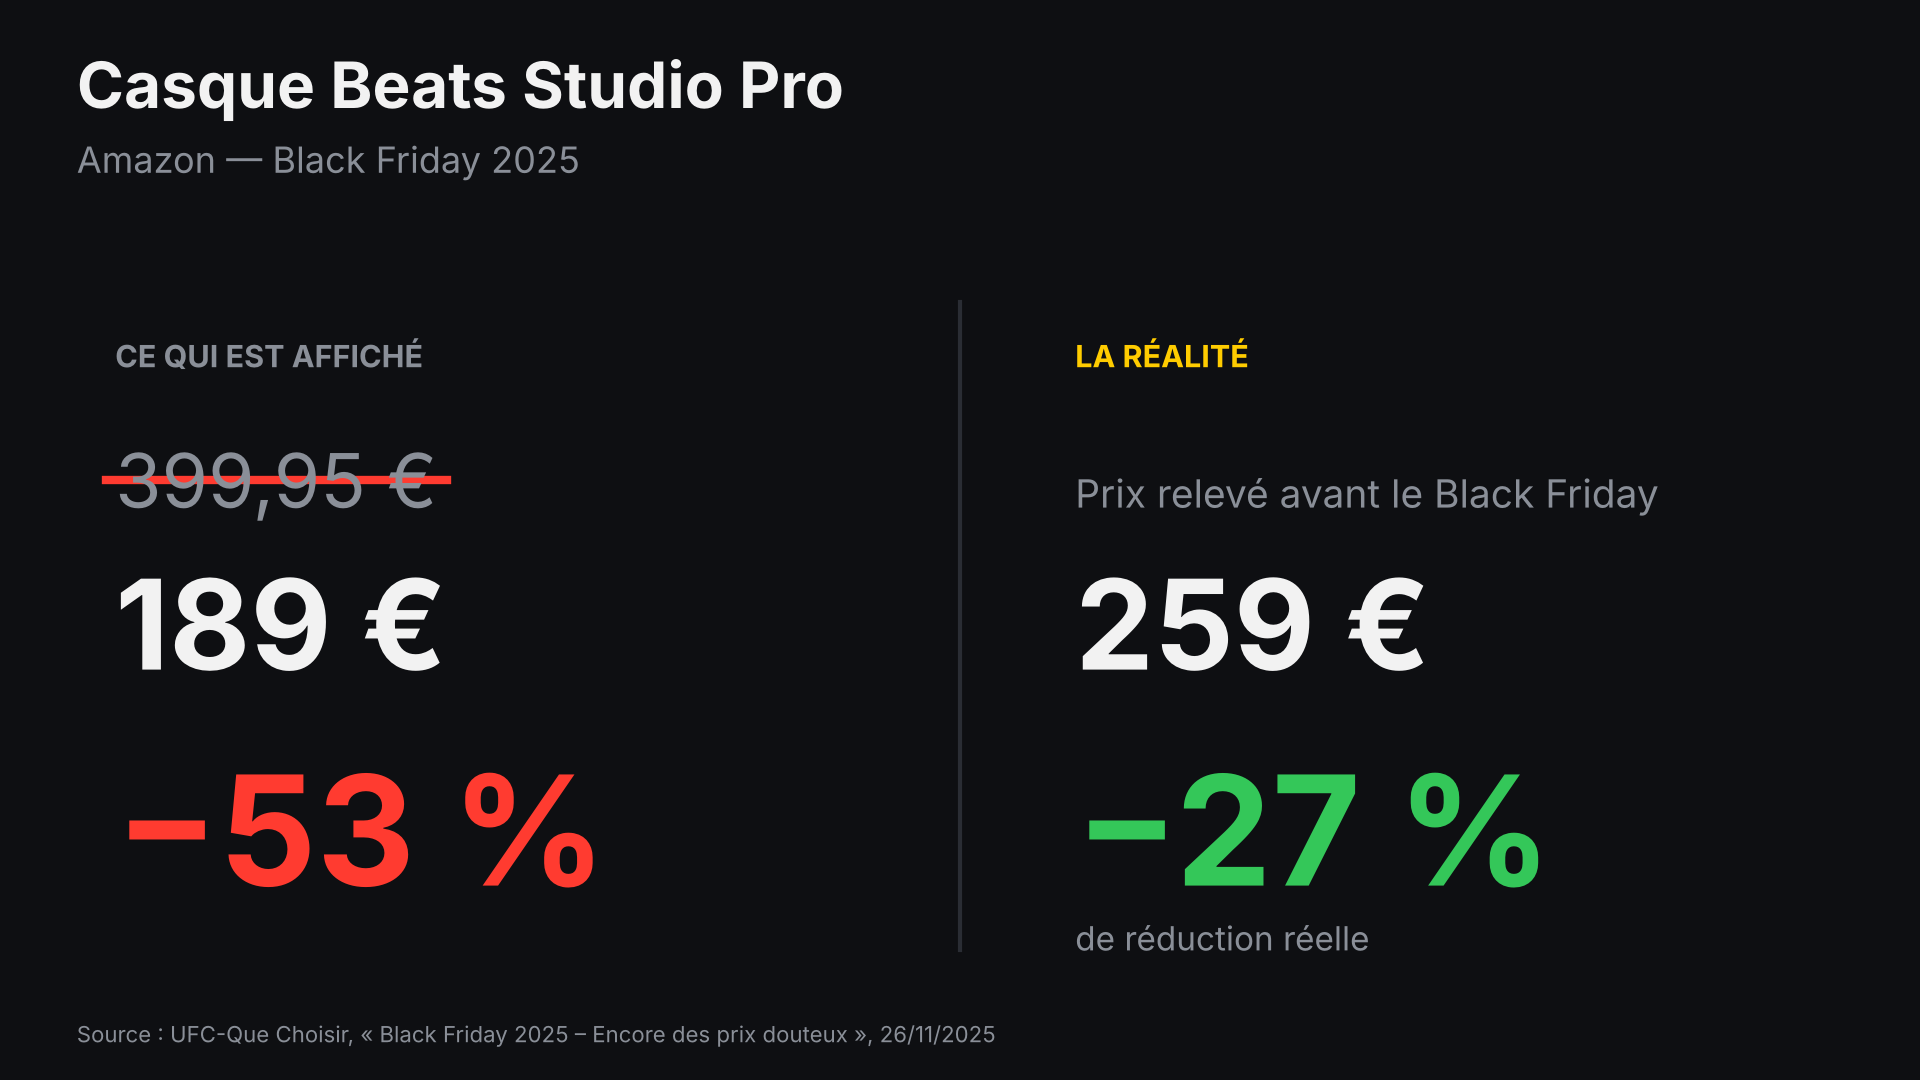 Casque Beats Studio Pro
Amazon — Black Friday 2025
CE QUI EST AFFICHÉ
399,95 €
189 €
−53 %
LA RÉALITÉ
Prix relevé avant le Black Friday
259 €
−27 %
de réduction réelle
Source : UFC-Que Choisir, « Black Friday 2025 – Encore des prix douteux », 26/11/2025